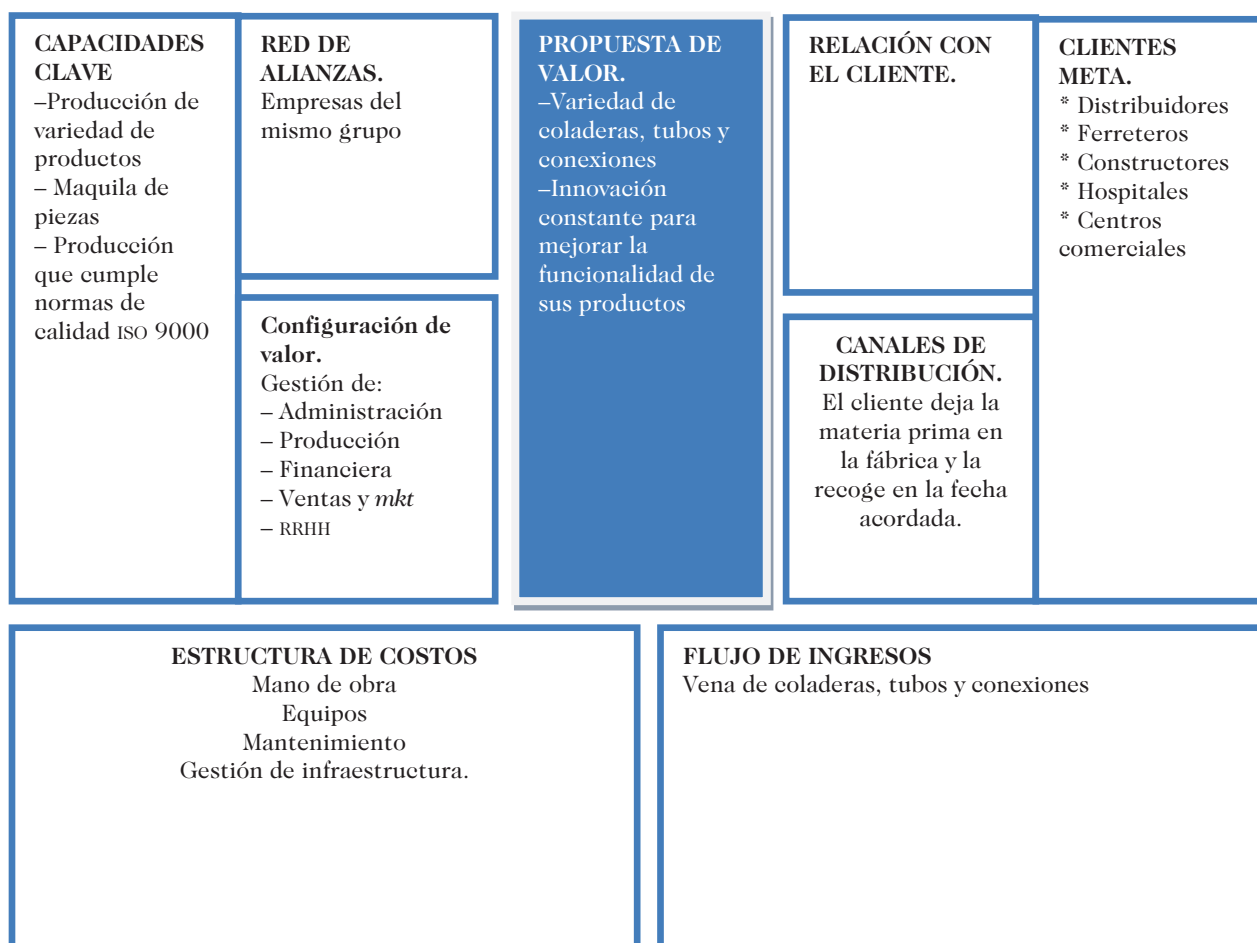 CAPACIDADES
CLAVE
–Producción de
variedad de
productos
– Maquila de
piezas
– Producción
que cumple
normas de
calidad ISO 9000
RED DE
ALIANZAS.
Empresas del
mismo grupo
Configuración de
valor.
Gestión de:
– Administración
– Producción
– Financiera
– Ventas y mkt
– RRHH
PROPUESTA DE
VALOR.
–Variedad de
coladeras, tubos y
conexiones
–Innovación
constante para
mejorar la
funcionalidad de
sus productos
RELACIÓN CON
EL CLIENTE.
CANALES DE
DISTRIBUCIÓN.
El cliente deja la
materia prima en
la fábrica y la
recoge en la fecha
acordada.
CLIENTES
META.
* Distribuidores
* Ferreteros
* Constructores
* Hospitales
* Centros
comerciales
ESTRUCTURA DE COSTOS
Mano de obra
Equipos
Mantenimiento
Gestión de infraestructura.
FLUJO DE INGRESOS
Vena de coladeras, tubos y conexiones